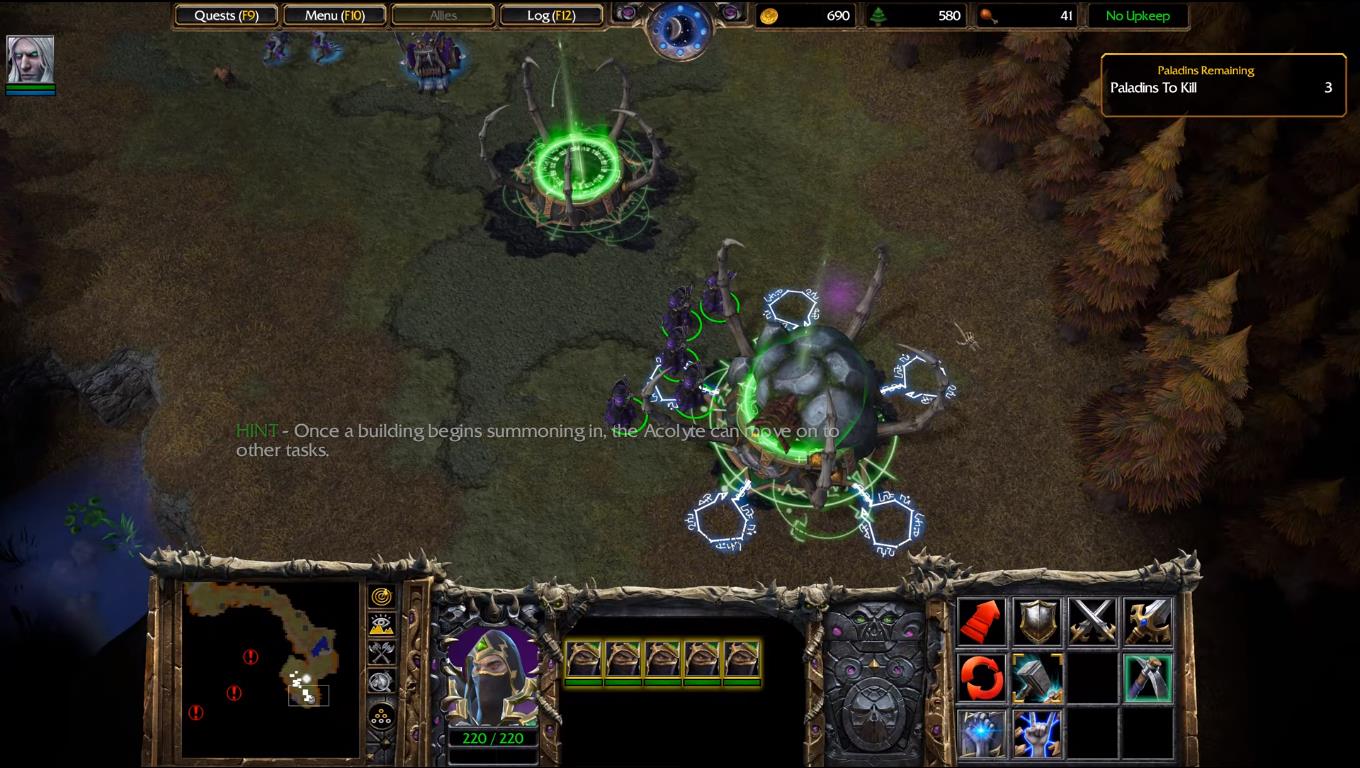 Quests (F9)
Menu (F10)
Allies
Log (F12)
690
580
41
No Upkeep
Paladins Remaining
Paladins To Kill 3
HINT - Once a building begins summoning in, the Acolyte can move on to
other tasks.
220 / 220